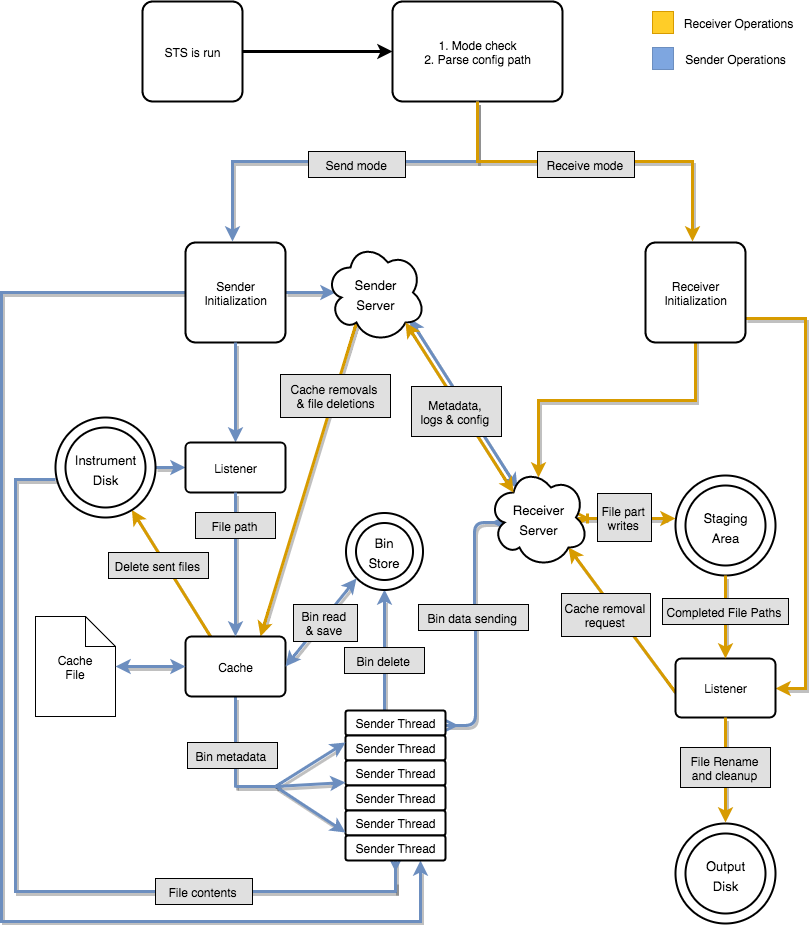 STS is run
1. Mode check
2. Parse config path
Receiver Operations
Sender Operations
Send mode
Receive mode
Sender
Initialization
Sender
Server
Receiver
Initialization
Cache removals
& file deletions
Metadata,
logs & config
Instrument
Disk
Listener
File path
Bin
Store
Receiver
Server
File part
writes
Staging
Area
Delete sent files
Bin read
& save
Bin data sending
Cache removal
request
Completed File Paths
Cache
File
Cache
Bin delete
Listener
Bin metadata
Sender Thread
Sender Thread
Sender Thread
Sender Thread
Sender Thread
Sender Thread
File Rename
and cleanup
File contents
Output
Disk